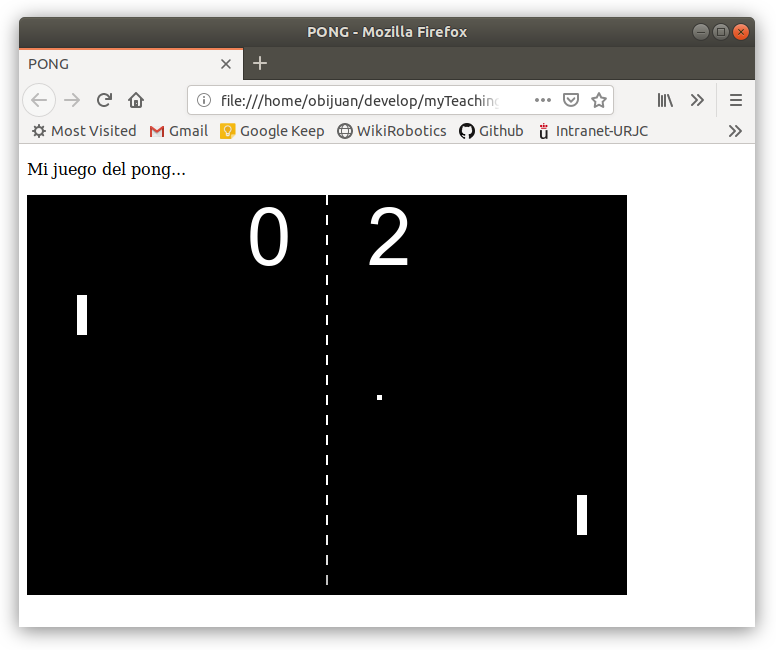 PONG - Mozilla Firefox
PONG
file:///home/obijuan/develop/myTeaching
Most Visited Gmail Google Keep WikiRobotics Github Intranet-URJC
Mi juego del pong...
0 2